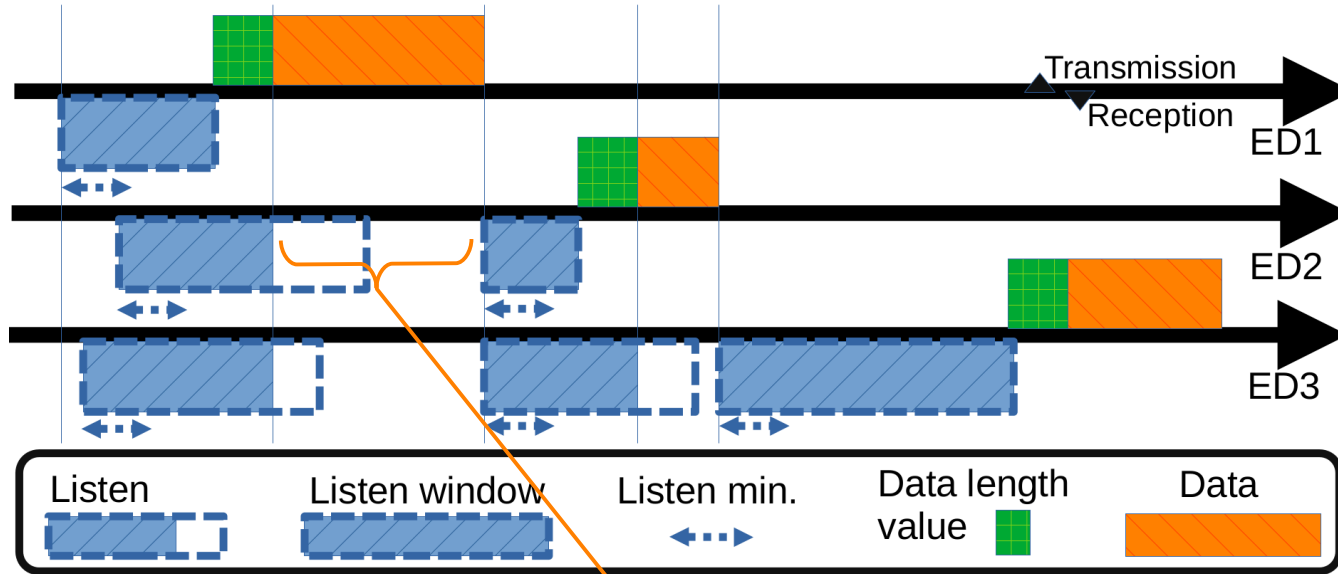 Transmission
Reception
ED1
ED2
ED3
Listen
Listen window
Listen min.
Data length
value
Data